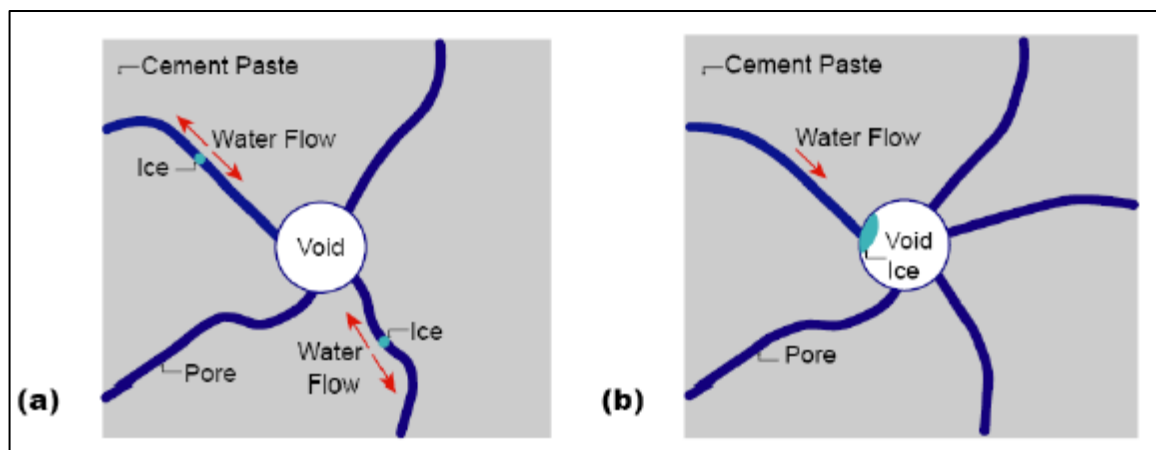 Cement Paste
Water Flow
Ice
Void
Ice
Water
Flow
Pore
(a)
Cement Paste
Water Flow
Void
Ice
Pore
(b)